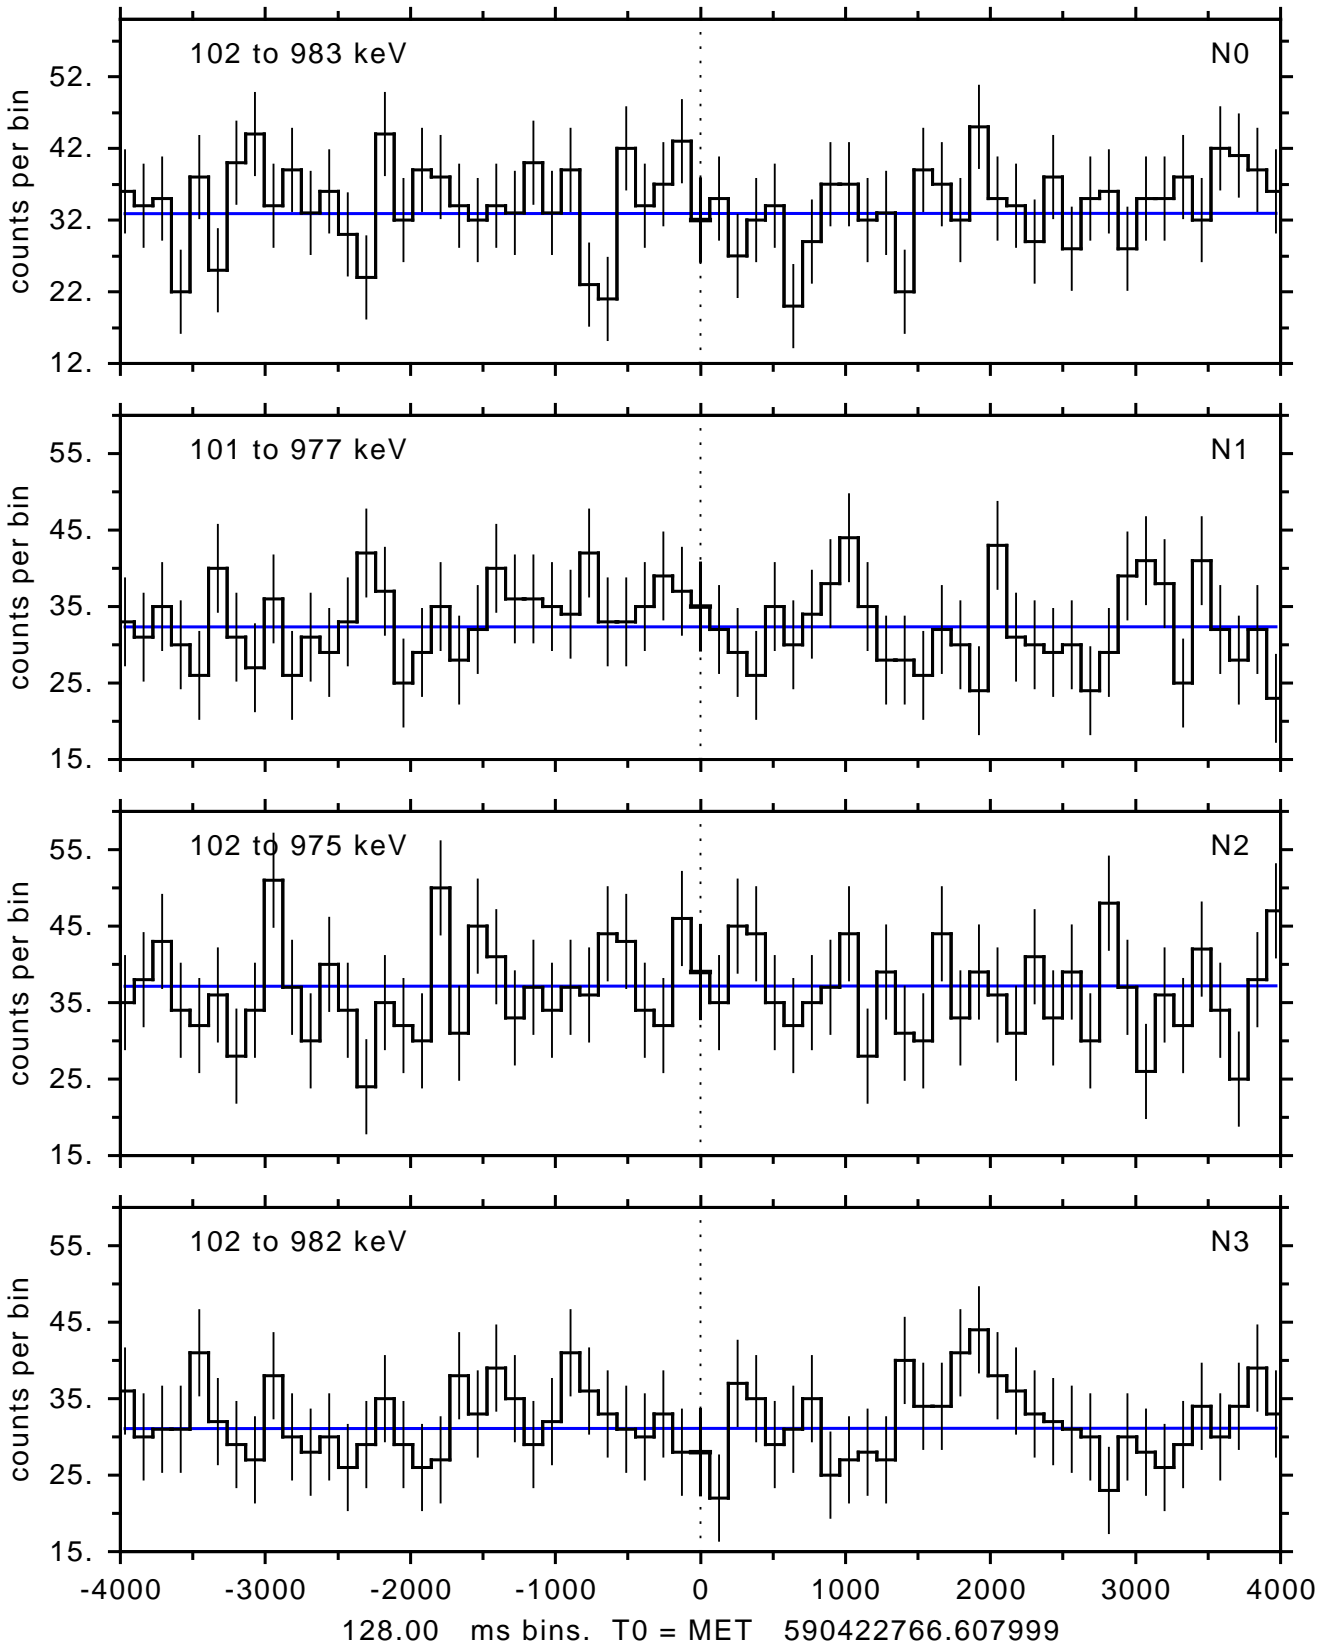 102 to 983 keV
N0
counts per bin
52.
42.
32.
22.
12.
101 to 977 keV
N1
counts per bin
55.
45.
35.
25.
15.
102 to 975 keV
N2
counts per bin
55.
45.
35.
25.
15.
102 to 982 keV
N3
counts per bin
55.
45.
35.
25.
15.
-4000 -3000 -2000 -1000 0 1000 2000 3000 4000
128.00 ms bins. T0 = MET 590422766.607999